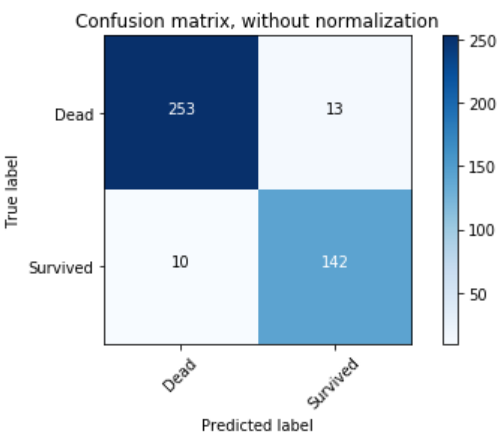 Confusion matrix, without normalization
Dead
253
13
Survived
10
142
True label
Dead
Survived
Predicted label
250
200
150
100
50